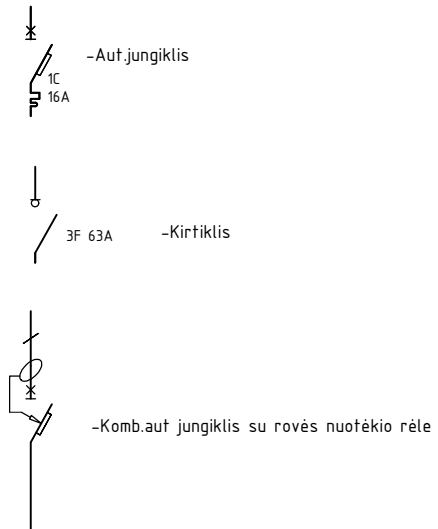 -Aut.jungiklis
1C
16A
3F 63A
-Kirtiklis
-Komb.aut jungiklis su rovės nuotėkio rėle